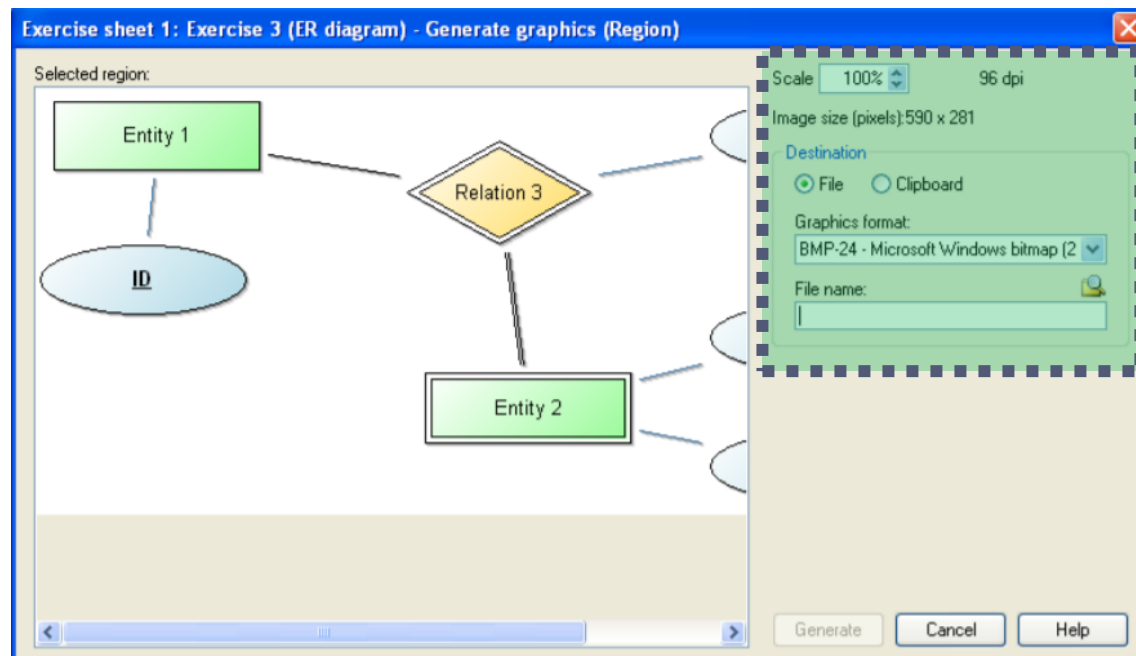 Exercise sheet 1: Exercise 3 (ER diagram) - Generate graphics (Region)
Selected region:
Entity 1
Relation 3
ID
Entity 2
Scale 100% 96 dpi
Image size (pixels):590 x 281
Destination
File Clipboard
Graphics format:
BMP-24 - Microsoft Windows bitmap (2
File name:
Generate Cancel Help